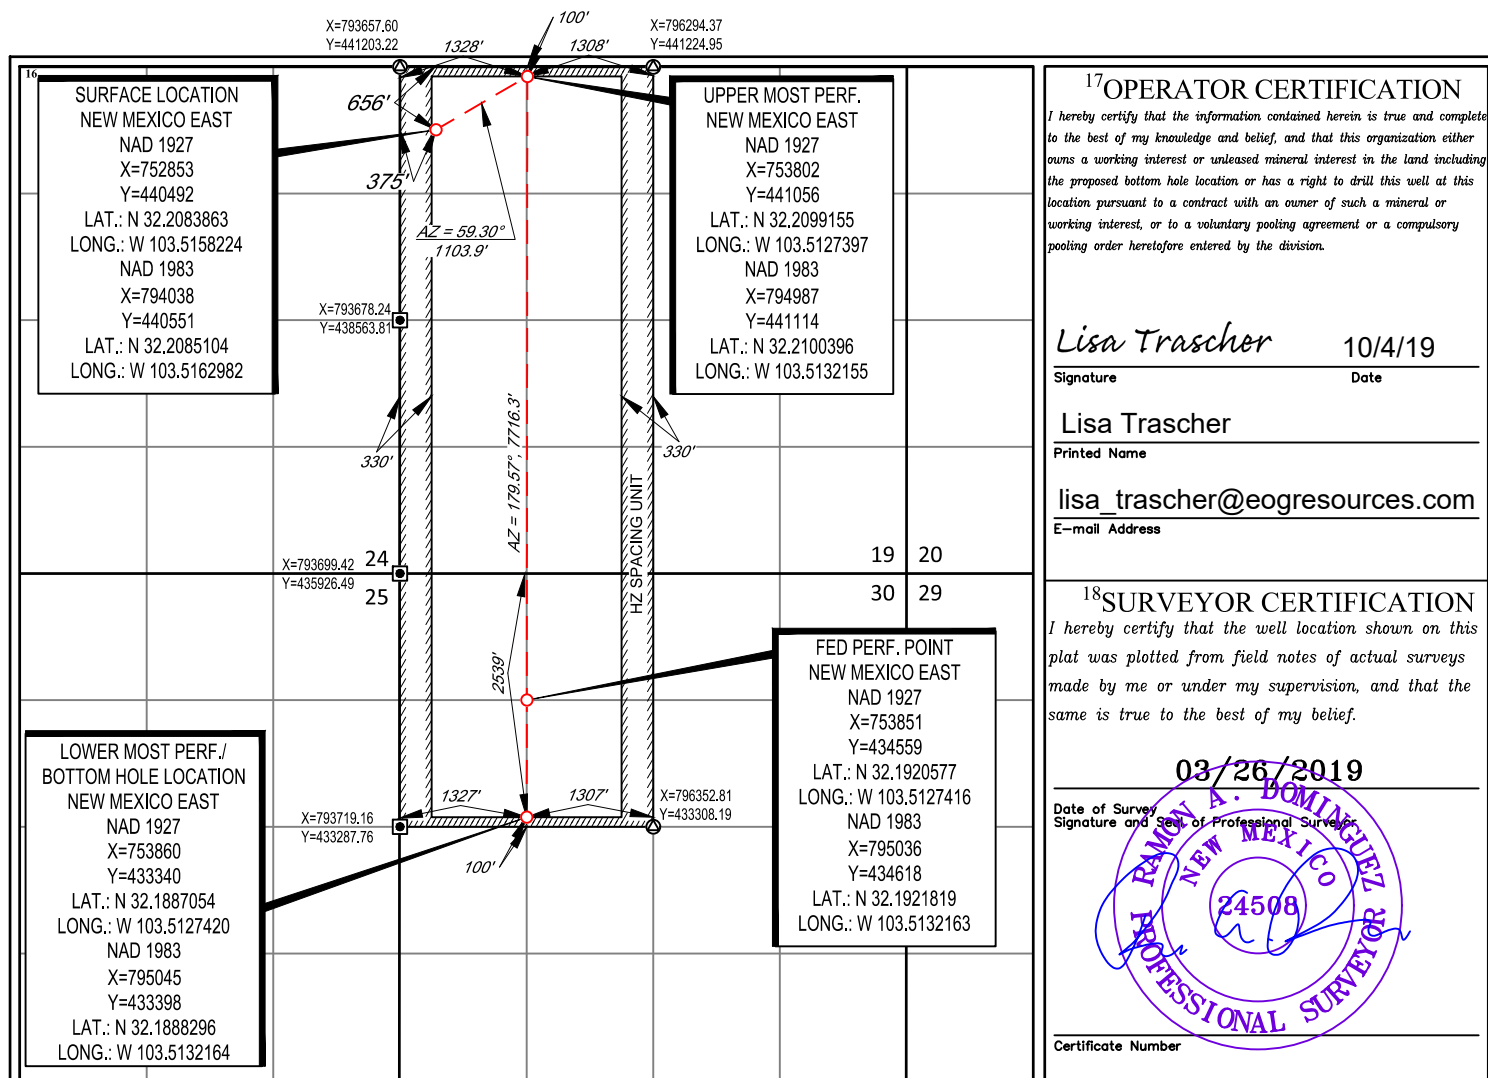 X=793657.60
Y=441203.22
1328'
100'
1308'
X=796294.37
Y=441224.95
16
SURFACE LOCATION
NEW MEXICO EAST
NAD 1927
X=752853
Y=440492
LAT.: N 32.2083863
LONG.: W 103.5158224
NAD 1983
X=794038
Y=440551
LAT.: N 32.2085104
LONG.: W 103.5162982
656'
375'
AZ = 59.30°
1103.9'
UPPER MOST PERF.
NEW MEXICO EAST
NAD 1927
X=753802
Y=441056
LAT.: N 32.2099155
LONG.: W 103.5127397
NAD 1983
X=794987
Y=441114
LAT.: N 32.2100396
LONG.: W 103.5132155
X=793678.24
Y=438563.81
330'
AZ = 179.57°, 7716.3'
330'
HZ SPACING UNIT
X=793699.42
Y=435926.49
24
25
19
20
30
29
2539'
FED PERF. POINT
NEW MEXICO EAST
NAD 1927
X=753851
Y=434559
LAT.: N 32.1920577
LONG.: W 103.5127416
NAD 1983
X=795036
Y=434618
LAT.: N 32.1921819
LONG.: W 103.5132163
LOWER MOST PERF./
BOTTOM HOLE LOCATION
NEW MEXICO EAST
NAD 1927
X=753860
Y=433340
LAT.: N 32.1887054
LONG.: W 103.5127420
NAD 1983
X=795045
Y=433398
LAT.: N 32.1888296
LONG.: W 103.5132164
X=793719.16
Y=433287.76
1327'
1307'
100'
X=796352.81
Y=433308.19
17OPERATOR CERTIFICATION
I hereby certify that the information contained herein is true and complete
to the best of my knowledge and belief, and that this organization either
owns a working interest or unleased mineral interest in the land including
the proposed bottom hole location or has a right to drill this well at this
location pursuant to a contract with an owner of such a mineral or
working interest, or to a voluntary pooling agreement or a compulsory
pooling order heretofore entered by the division.
Lisa Trascher 10/4/19
Signature Date
Lisa Trascher
Printed Name
lisa_trascher@eogresources.com
E-mail Address
18SURVEYOR CERTIFICATION
I hereby certify that the well location shown on this
plat was plotted from field notes of actual surveys
made by me or under my supervision, and that the
same is true to the best of my belief.
03/26/2019
Date of Survey
Signature and Seal of Professional Surveyor
RAMON A. DOMINGUEZ
NEW MEXICO
24508
PROFESSIONAL SURVEYOR
Certificate Number